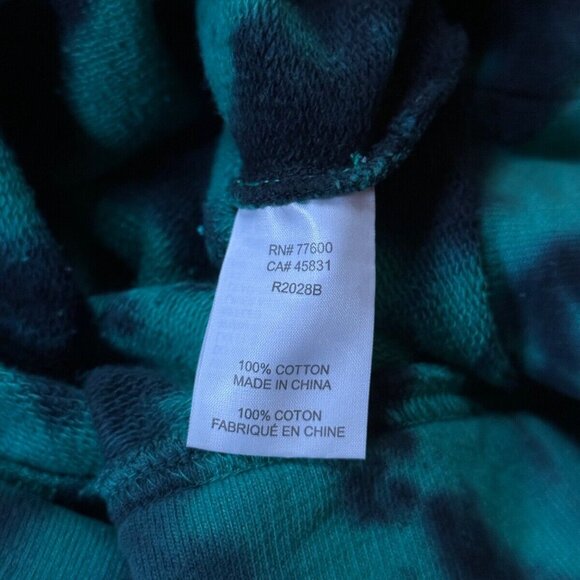 RN# 77600
CA# 45831
R2028B
100% COTTON
MADE IN CHINA
100% COTON
FABRIQUÉ EN CHINE